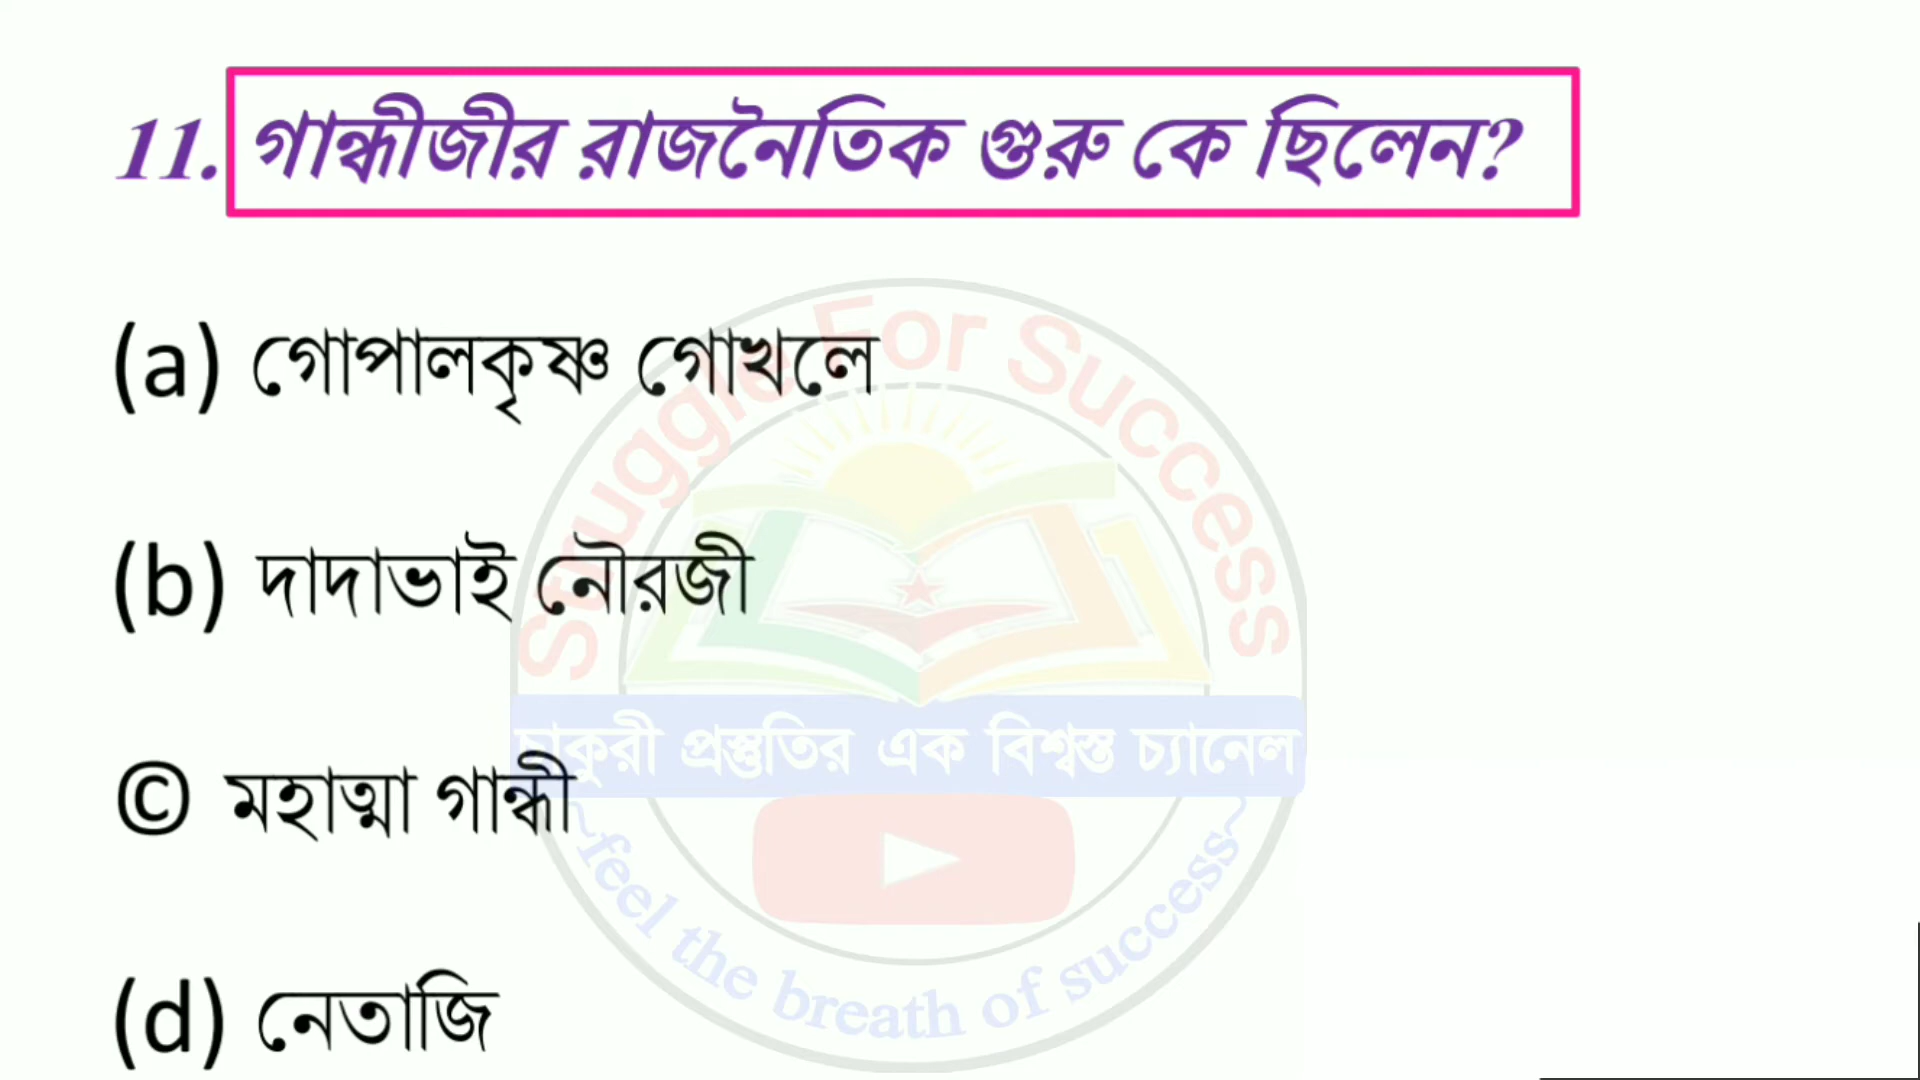 11. গান্ধীজীর রাজনৈতিক গুরু কে ছিলেন?
(a) গোপালকৃষ্ণ গোখলে
(b) দাদাভাই নৌরজী
© মহাত্মা গান্ধী
(d) নেতাজি
Struggle For Success
চাকুরী প্রস্তুতির এক বিশ্বস্ত চ্যানেল
~feel the breath of success~